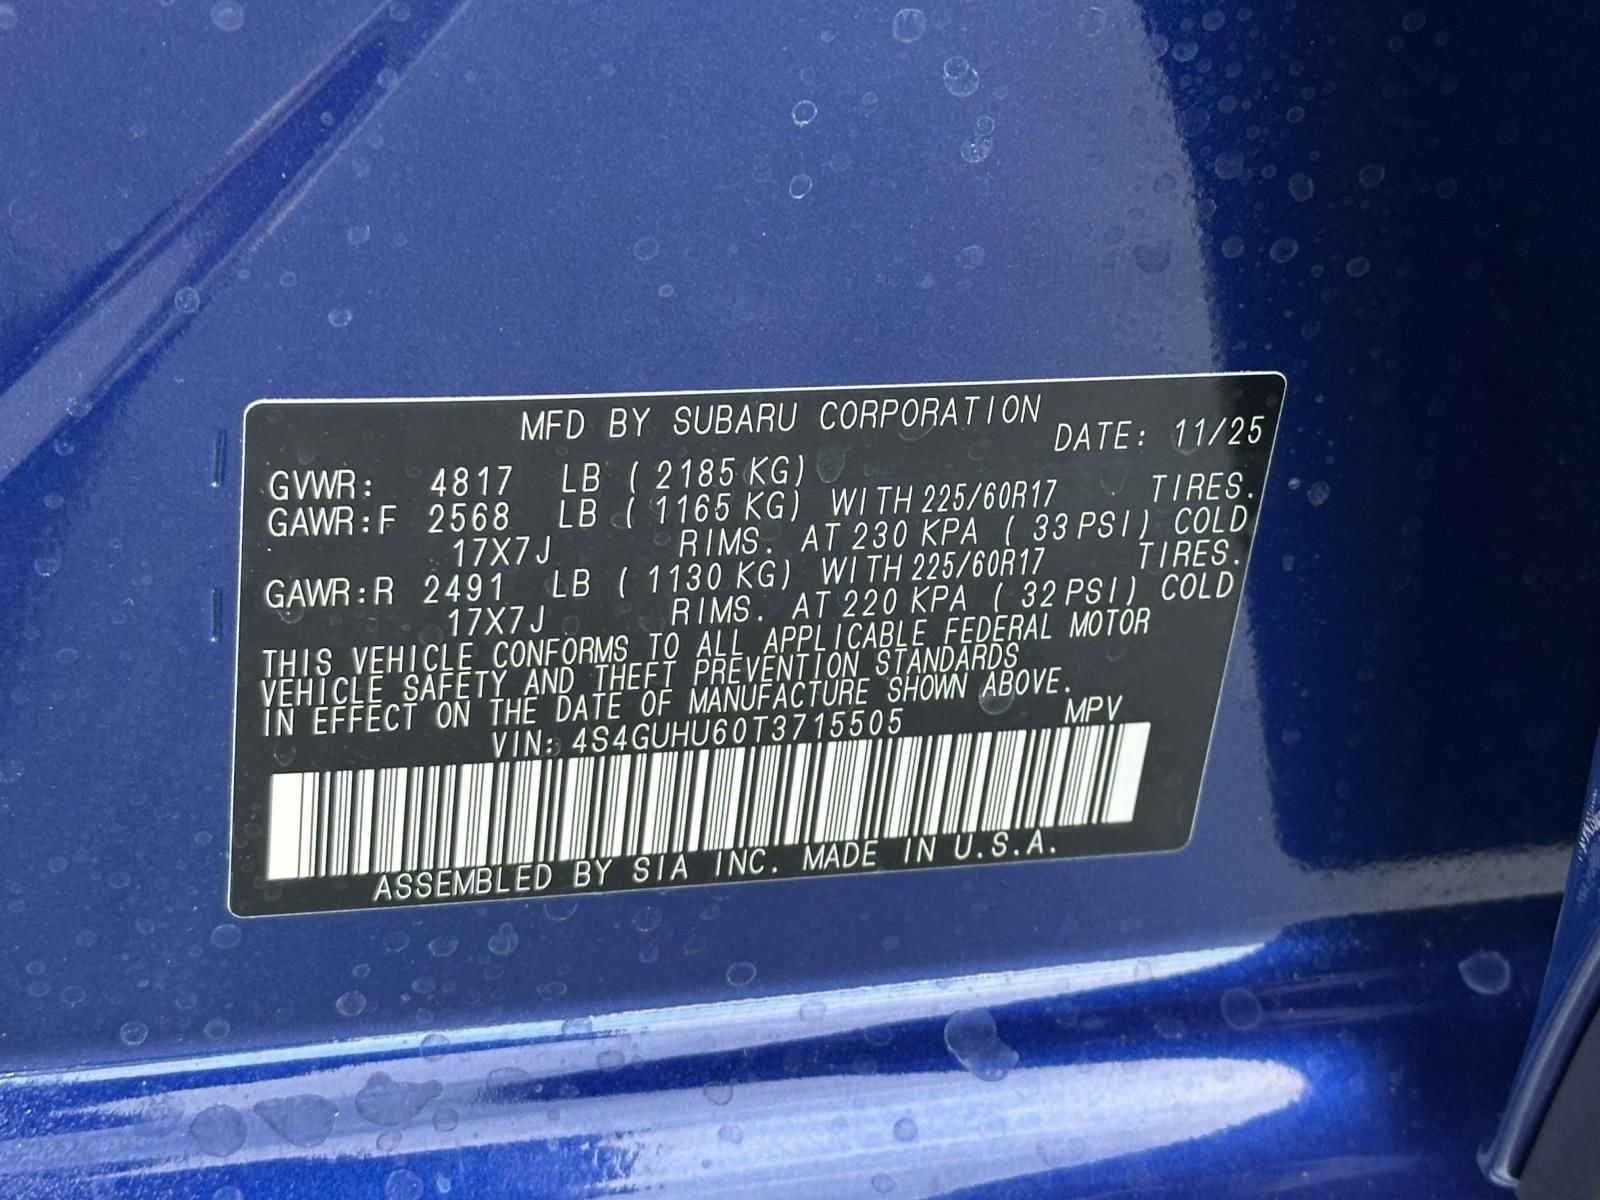 MFD BY SUBARU CORPORATION
DATE: 11/25
GVWR: 4817 LB ( 2185 KG)
GAWR:F 2568 LB ( 1165 KG) WITH 225/60R17 TIRES.
17X7J RIMS. AT 230 KPA ( 33 PSI) COLD
GAWR:R 2491 LB ( 1130 KG) WITH 225/60R17 TIRES.
17X7J RIMS. AT 220 KPA ( 32 PSI) COLD
THIS VEHICLE CONFORMS TO ALL APPLICABLE FEDERAL MOTOR
VEHICLE SAFETY AND THEFT PREVENTION STANDARDS
IN EFFECT ON THE DATE OF MANUFACTURE SHOWN ABOVE.
VIN: 4S4GUHU60T3715505 MPV
ASSEMBLED BY SIA INC. MADE IN U.S.A.